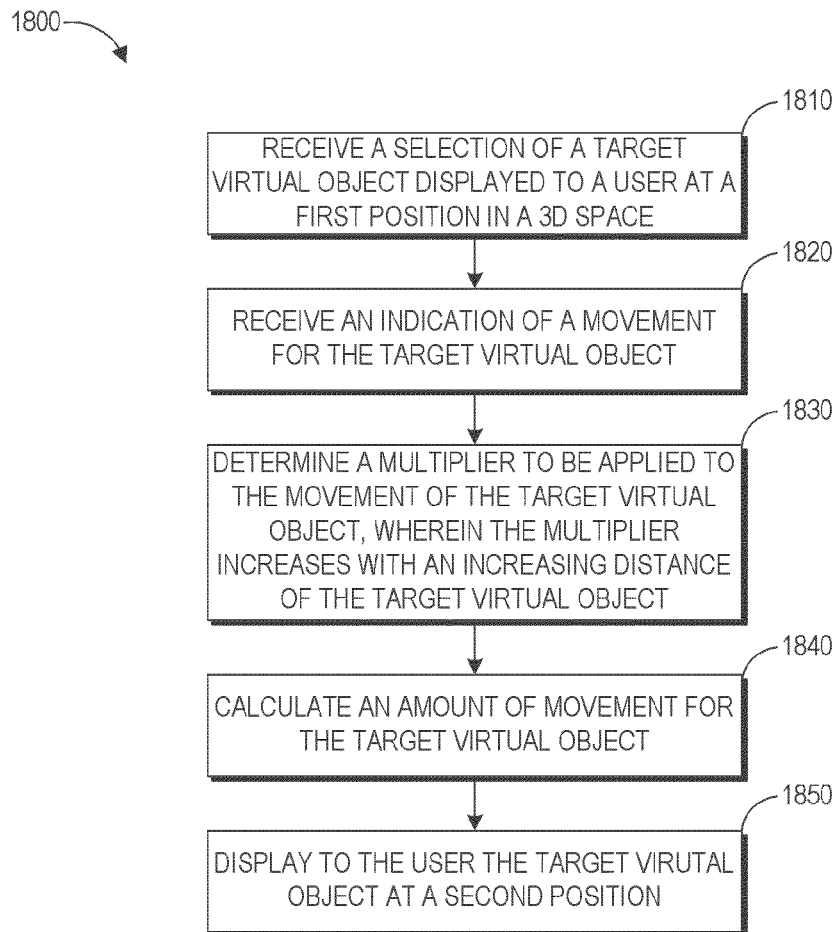 1800
1810
RECEIVE A SELECTION OF A TARGET
VIRTUAL OBJECT DISPLAYED TO A USER AT A
FIRST POSITION IN A 3D SPACE
1820
RECEIVE AN INDICATION OF A MOVEMENT
FOR THE TARGET VIRTUAL OBJECT
1830
DETERMINE A MULTIPLIER TO BE APPLIED TO
THE MOVEMENT OF THE TARGET VIRTUAL
OBJECT, WHEREIN THE MULTIPLIER
INCREASES WITH AN INCREASING DISTANCE
OF THE TARGET VIRTUAL OBJECT
1840
CALCULATE AN AMOUNT OF MOVEMENT FOR
THE TARGET VIRTUAL OBJECT
1850
DISPLAY TO THE USER THE TARGET VIRUTAL
OBJECT AT A SECOND POSITION